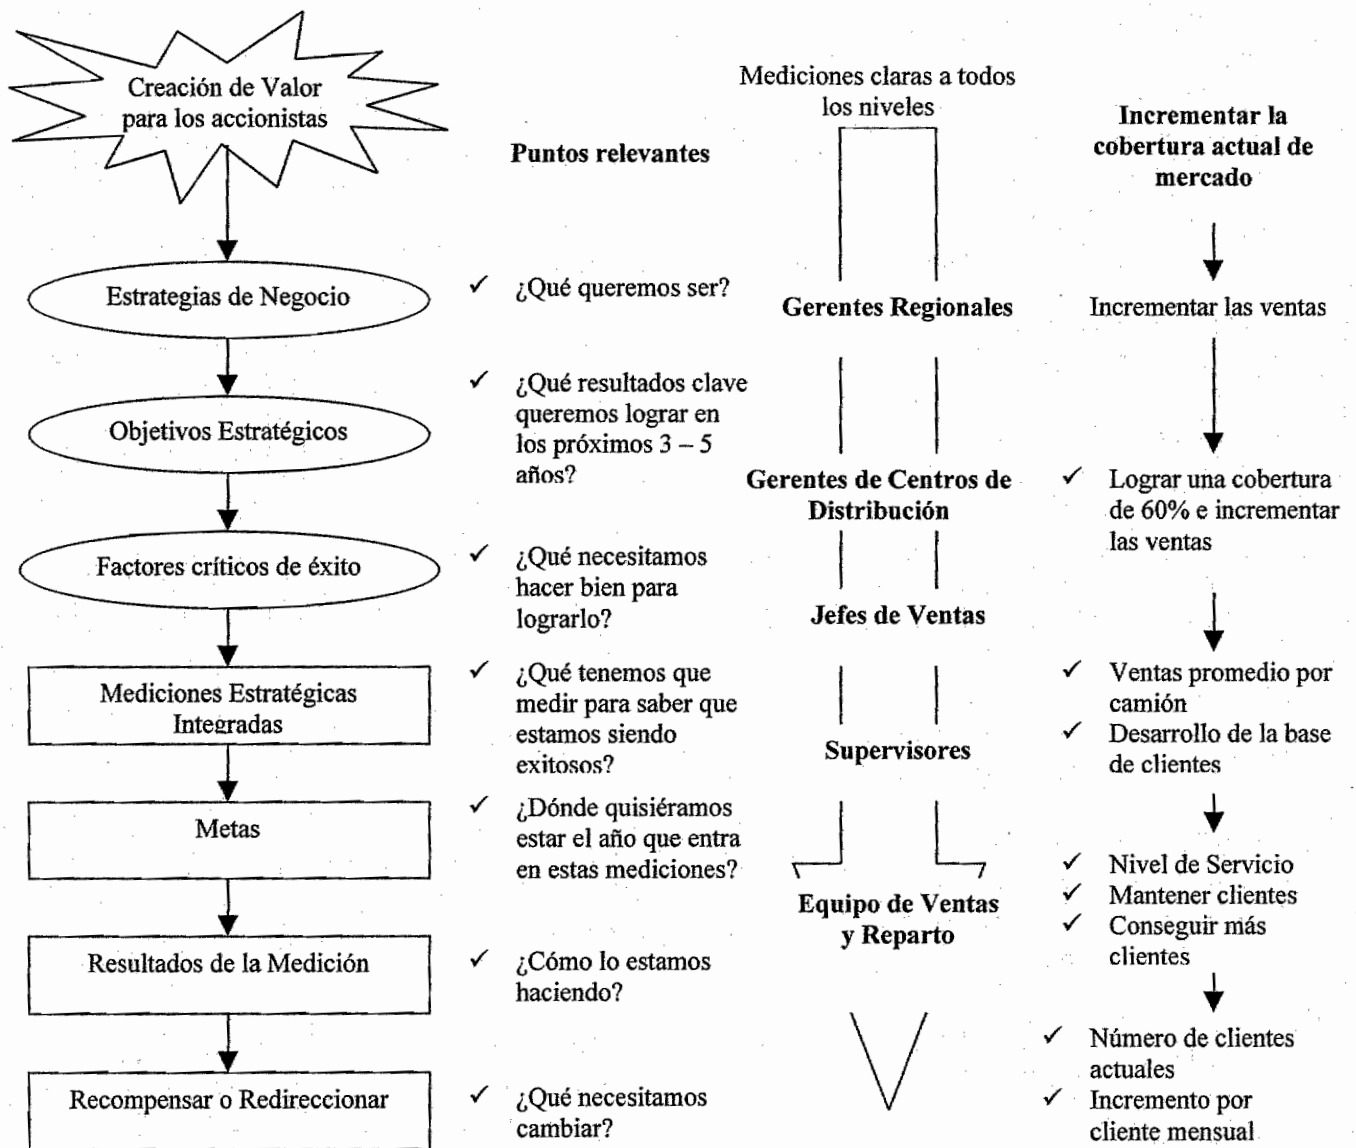 Creación de Valor
para los accionistas
Estrategias de Negocio
Objetivos Estratégicos
Factores críticos de éxito
Mediciones Estratégicas
Integradas
Metas
Resultados de la Medición
Recompensar o Redireccionar
Puntos relevantes
✓ ¿Qué queremos ser?
✓ ¿Qué resultados clave
queremos lograr en
los próximos 3 – 5
años?
✓ ¿Qué necesitamos
hacer bien para
lograrlo?
✓ ¿Qué tenemos que
medir para saber que
estamos siendo
exitosos?
✓ ¿Dónde quisiéramos
estar el año que entra
en estas mediciones?
✓ ¿Cómo lo estamos
haciendo?
✓ ¿Qué necesitamos
cambiar?
Mediciones claras a todos
los niveles
Gerentes Regionales
Gerentes de Centros de
Distribución
Jefes de Ventas
Supervisores
Equipo de Ventas
y Reparto
Incrementar la
cobertura actual de
mercado
Incrementar las ventas
✓ Lograr una cobertura
de 60% e incrementar
las ventas
✓ Ventas promedio por
camión
✓ Desarrollo de la base
de clientes
✓ Nivel de Servicio
✓ Mantener clientes
✓ Conseguir más
clientes
✓ Número de clientes
actuales
✓ Incremento por
cliente mensual